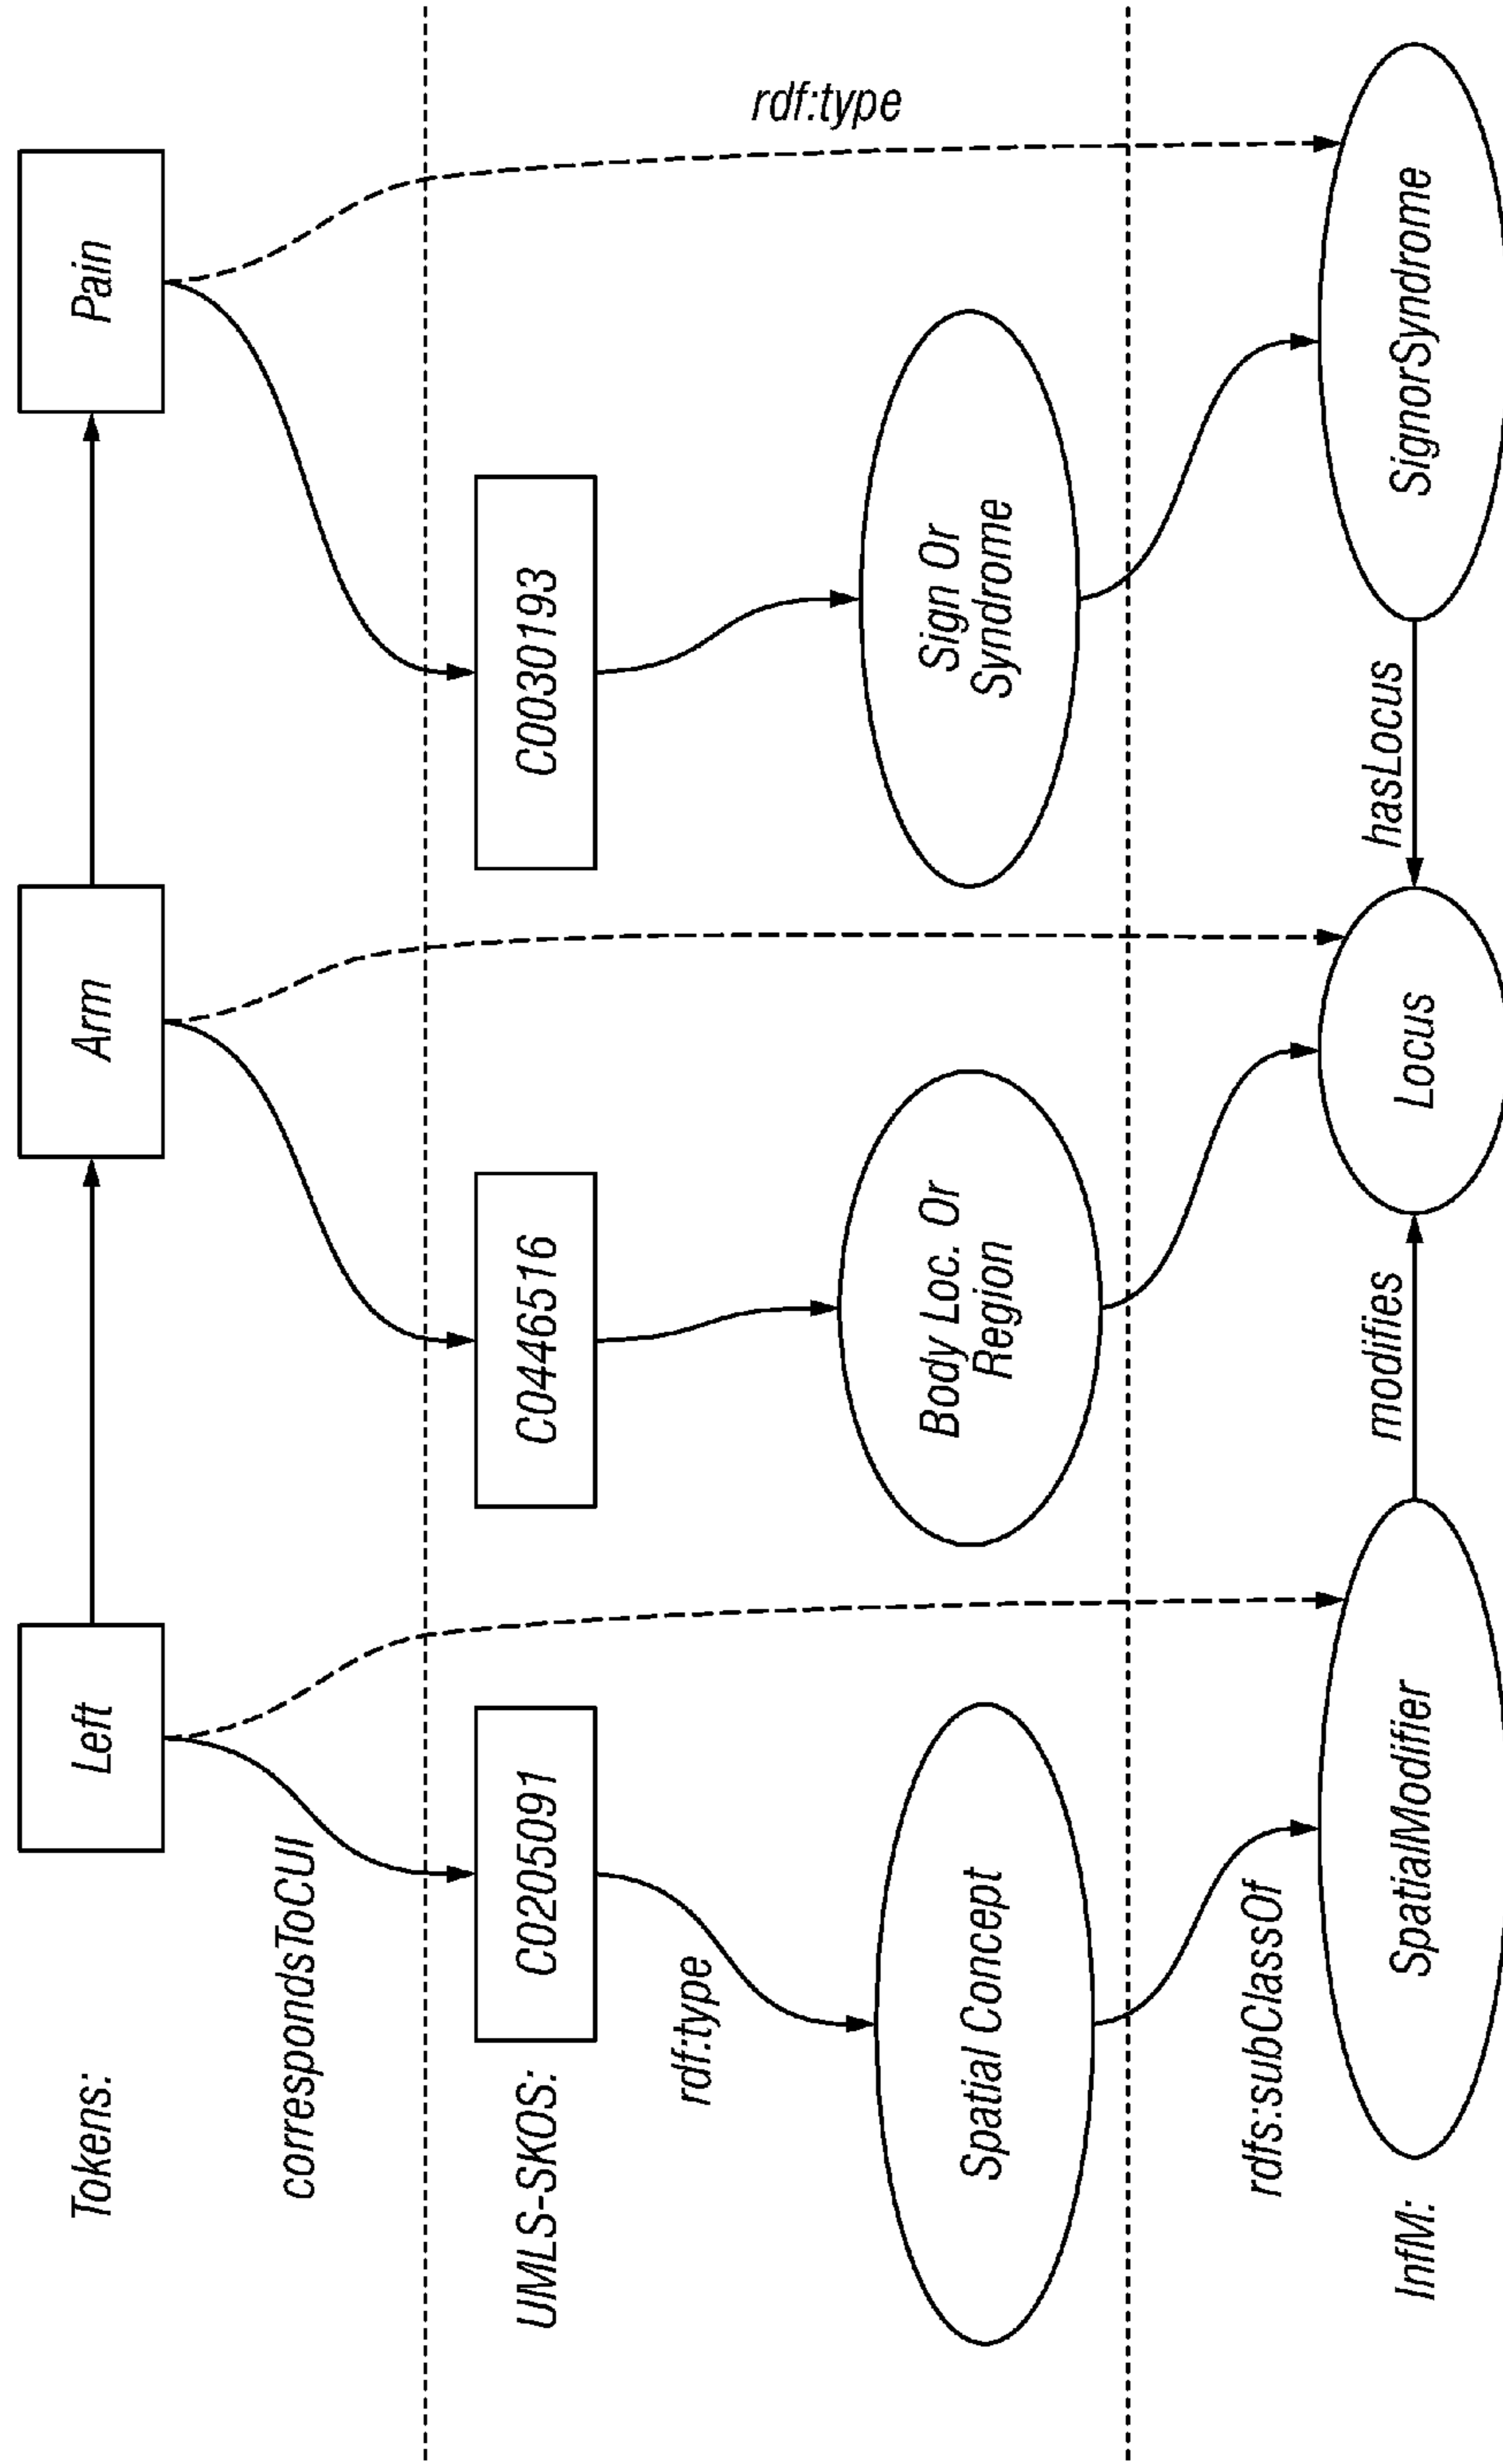 Tokens:
Left
Arm
Pain
correspondsToCUI
rdf:type
UMLS-SKOS:
C0205091
C0446516
C0030193
rdf:type
Spatial Concept
Body Loc. Or
Region
Sign Or
Syndrome
rdfs:subClassOf
InfM:
SpatialModifier
modifies
Locus
hasLocus
SignorSyndrome